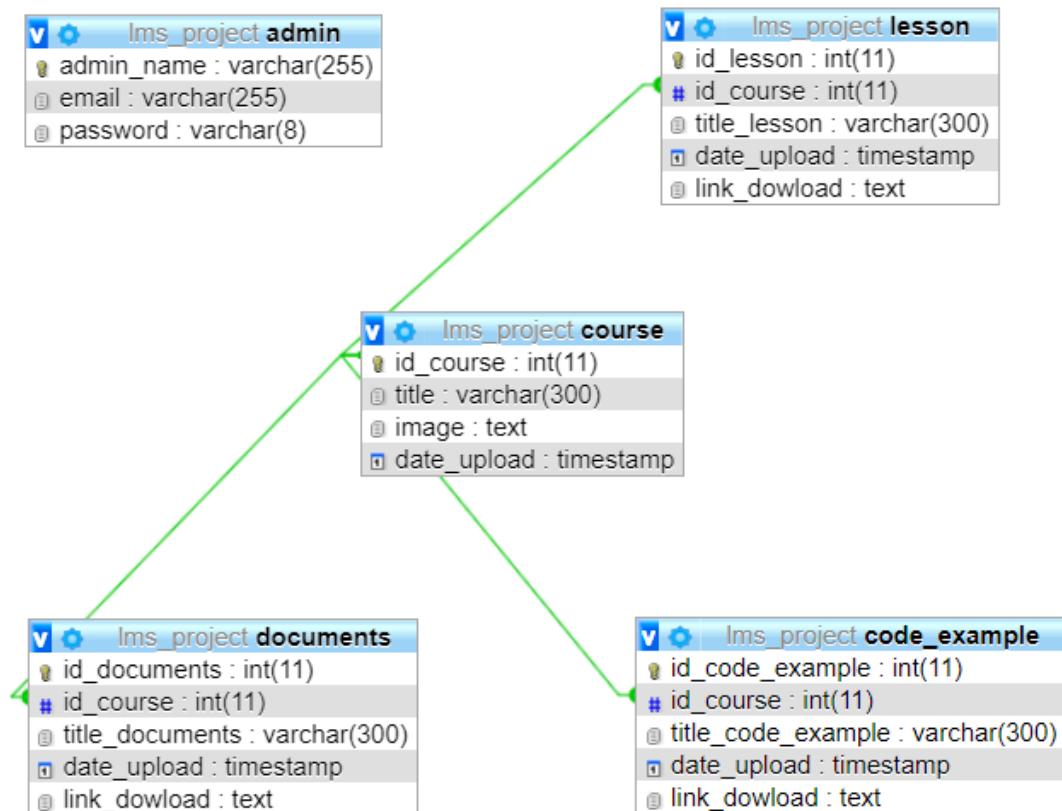 lms_project admin
admin_name : varchar(255)
email : varchar(255)
password : varchar(8)
lms_project lesson
id_lesson : int(11)
id_course : int(11)
title_lesson : varchar(300)
date_upload : timestamp
link_dowload : text
lms_project course
id_course : int(11)
title : varchar(300)
image : text
date_upload : timestamp
lms_project documents
id_documents : int(11)
id_course : int(11)
title_documents : varchar(300)
date_upload : timestamp
link_dowload : text
lms_project code_example
id_code_example : int(11)
id_course : int(11)
title_code_example : varchar(300)
date_upload : timestamp
link_dowload : text